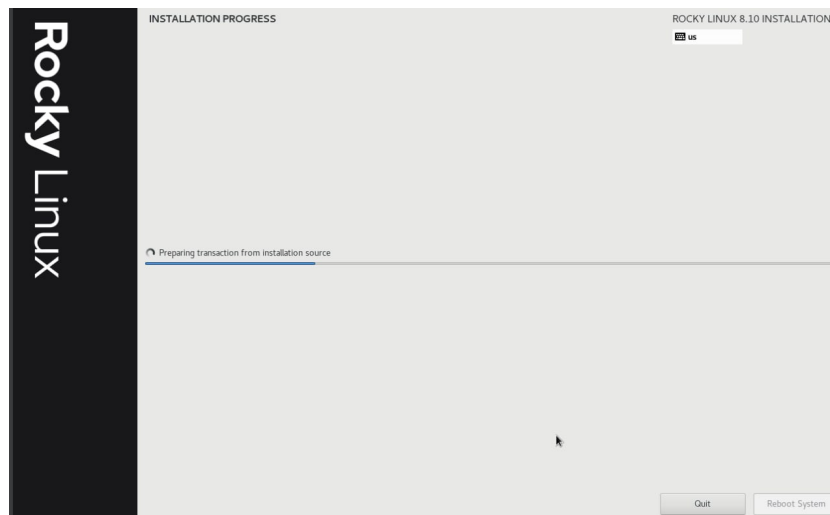 Rocky Linux
INSTALLATION PROGRESS
ROCKY LINUX 8.10 INSTALLATION
us
Preparing transaction from installation source
Quit
Reboot System